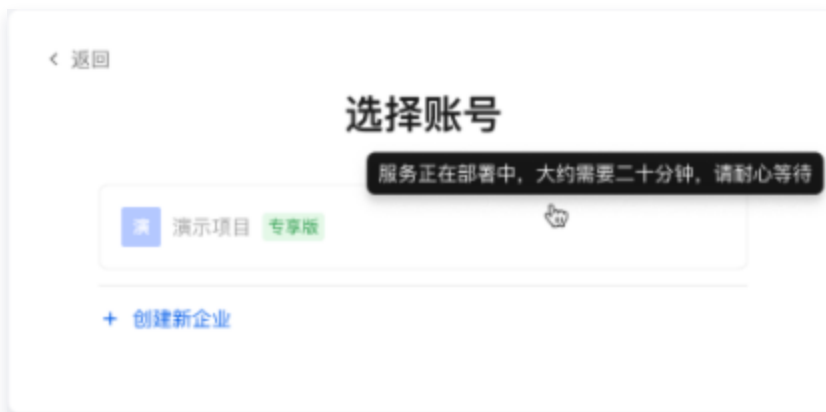 返回
选择账号
服务正在部署中，大约需要二十分钟，请耐心等待
演 演示项目 专享版
+ 创建新企业